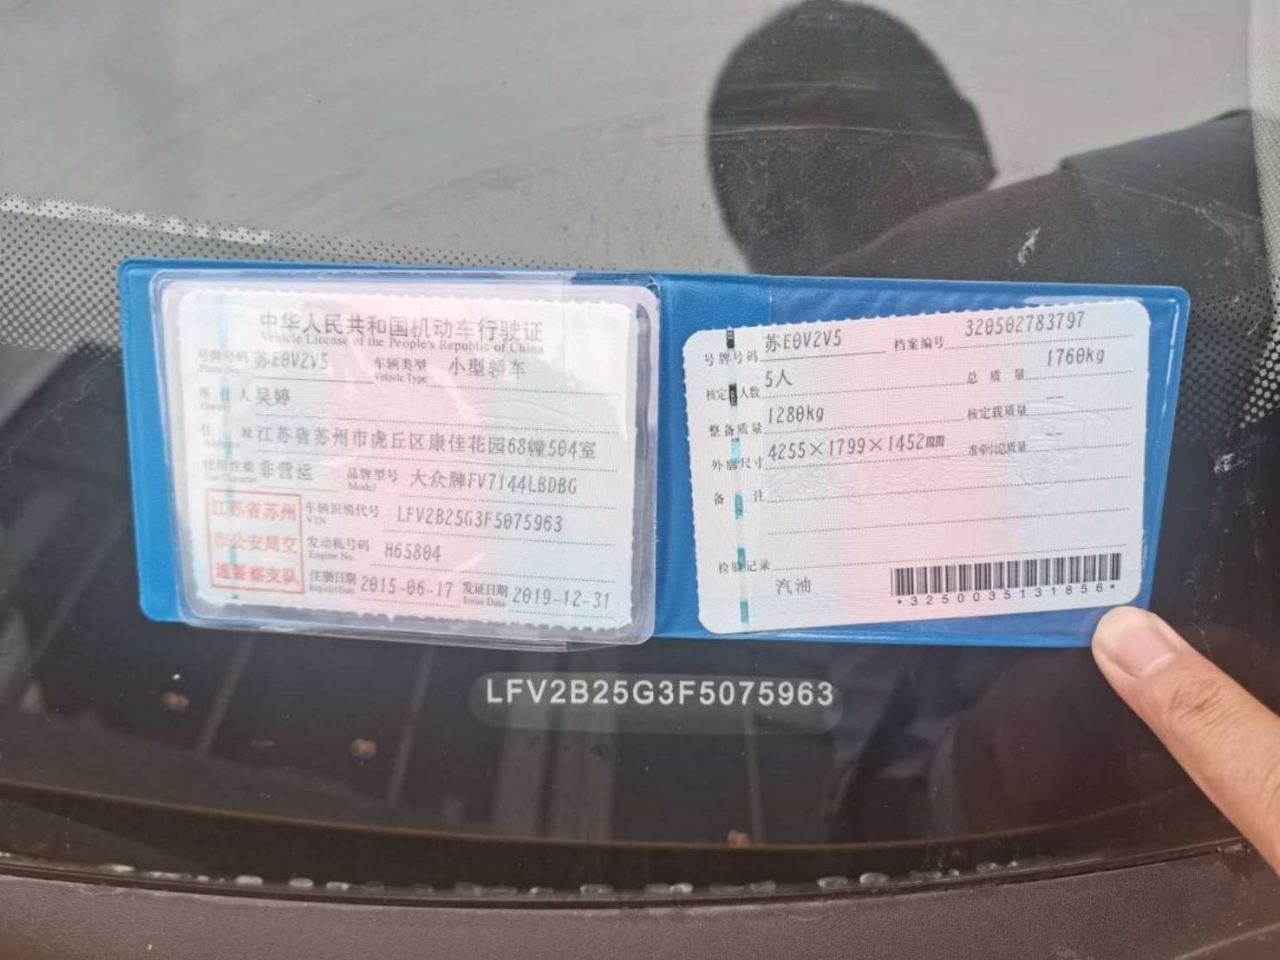 中华人民共和国机动车行驶证
Vehicle License of the People's Republic of China
号牌号码 苏E0V2V5 车辆类型 小型轿车
Plate No. Vehicle Type
所 人 吴婷
Owner
住 址 江苏省苏州市虎丘区康佳花园68幢504室
Address
使用性能 非营运 品牌型号 大众牌FV7144LBDBG
Use Character Model
江苏省苏州
市公安局交
通警察支队
车辆识别代号 LFV2B25G3F5075963
VIN
发动机号码 H65804
Engine No.
注册日期 2015-06-17 发证日期 2019-12-31
Register Date Issue Date
号牌号码 苏E0V2V5 档案编号 320502783797
核定 人数 5人 总质量 1760kg
整备质量 1280kg 核定载质量 --
外廓尺寸 4255×1799×1452mm 准牵引总质量 --
备 注
检验记录
汽油
*3250035131856*
LFV2B25G3F5075963